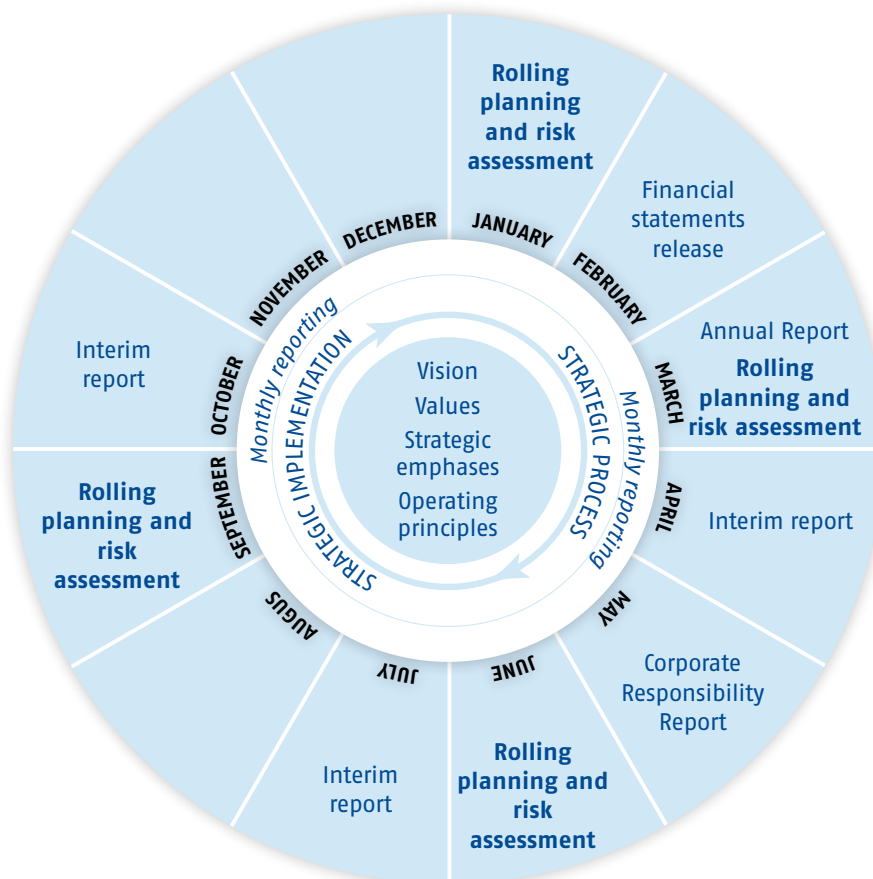 Rolling
planning
and risk
assessment
JANUARY
Financial
statements
release
FEBRUARY
Annual Report
Rolling
planning and
risk assessment
MARCH
Interim report
APRIL
Corporate
Responsibility
Report
MAY
Rolling
planning and
risk
assessment
JUNE
Interim
report
JULY
AUGUS
Rolling
planning and
risk
assessment
SEPTEMBER
Interim
report
OCTOBER
NOVEMBER
DECEMBER
Monthly reporting
STRATEGIC IMPLEMENTATION
STRATEGIC PROCESS
Monthly reporting
Vision
Values
Strategic
emphases
Operating
principles